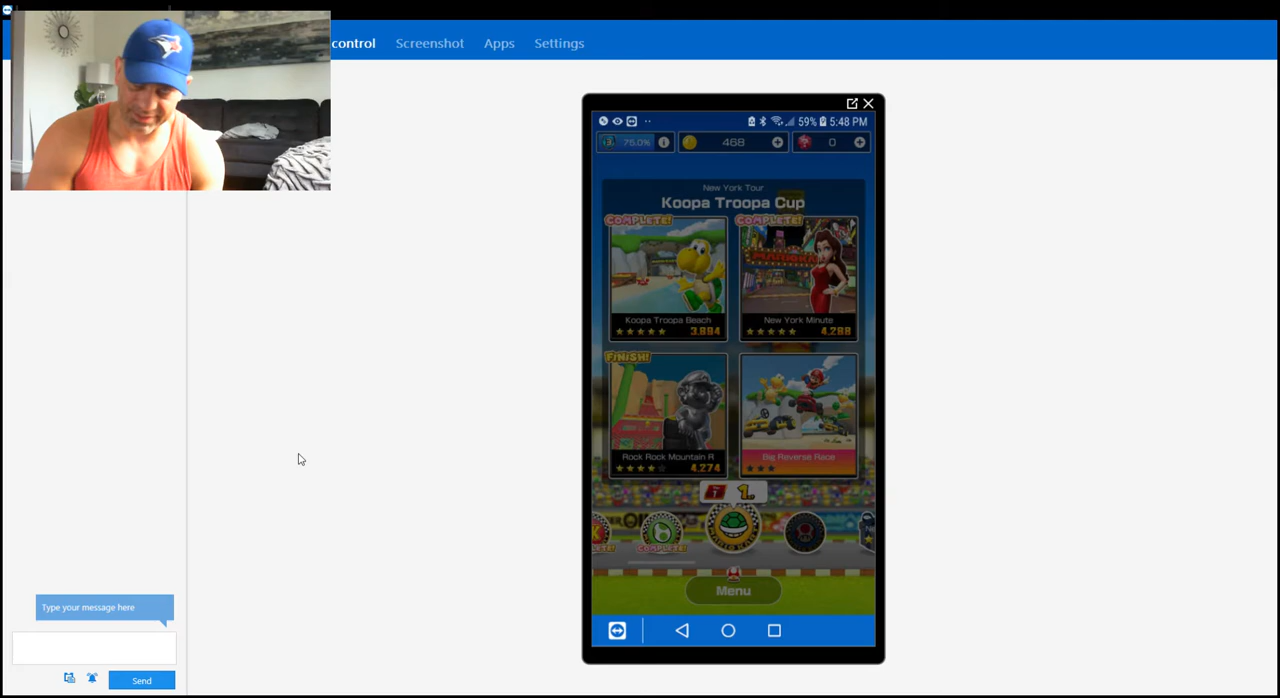 control Screenshot Apps Settings
59% 5:48 PM
75.0% 468 0
New York Tour
Koopa Troopa Cup
COMPLETE! COMPLETE!
Koopa Troopa Beach New York Minute
3,894 4,288
FINISH!
Rock Rock Mountain R Big Reverse Race
4,274
1
COMPLETE!
Menu
Type your message here
Send